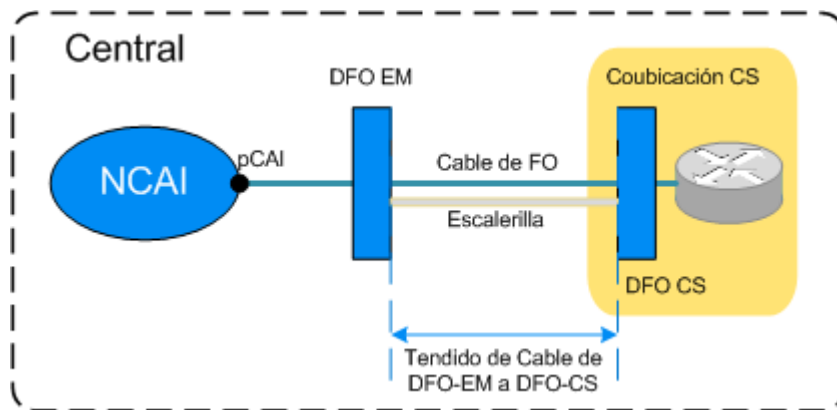 Central
DFO EM
Coubicación CS
NCAI
pCAI
Cable de FO
Escalerilla
DFO CS
Tendido de Cable de
DFO-EM a DFO-CS